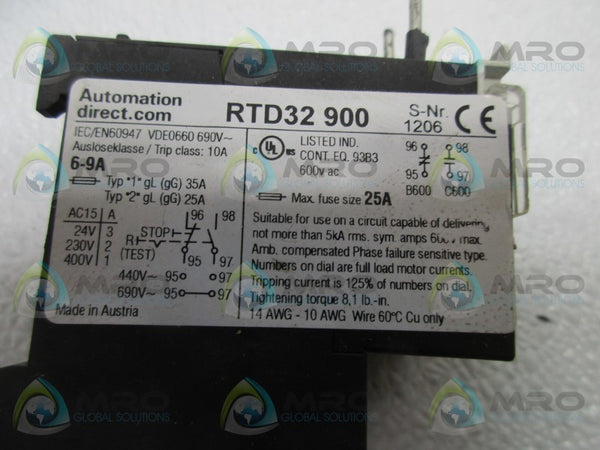 Automation
direct.com
RTD32 900
S-Nr.
1206
CE
IEC/EN60947 VDE0660 690V~
Auslöseklasse / Trip class: 10A
6-9A
Typ "1" gL (gG) 35A
Typ "2" gL (gG) 25A
AC15 A
24V 3
230V 2
400V 1
STOP
R
(TEST)
96 98
95 97
440V~ 95 97
690V~ 95 97
Made in Austria
C UL US LISTED IND.
CONT. EQ. 93B3
600v ac
96 98
95 97
B600 C600
Max. fuse size 25A
Suitable for use on a circuit capable of delivering
not more than 5kA rms. sym. amps max.
Amb. compensated Phase failure sensitive type.
Numbers on dial are full load motor currents.
Tripping current is 125% of numbers on dial.
Tightening torque 8,1 lb.-in.
14 AWG - 10 AWG Wire 60°C Cu only
MRO
GLOBAL SOLUTIONS